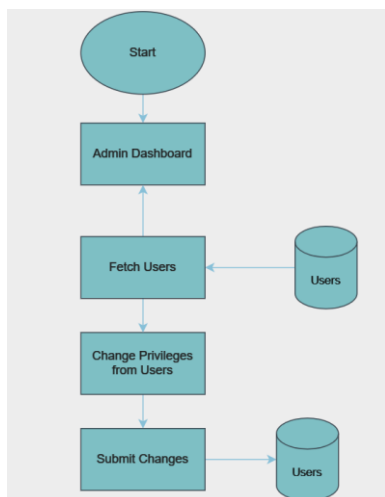 Start
Admin Dashboard
Fetch Users
Users
Change Privileges
from Users
Submit Changes
Users